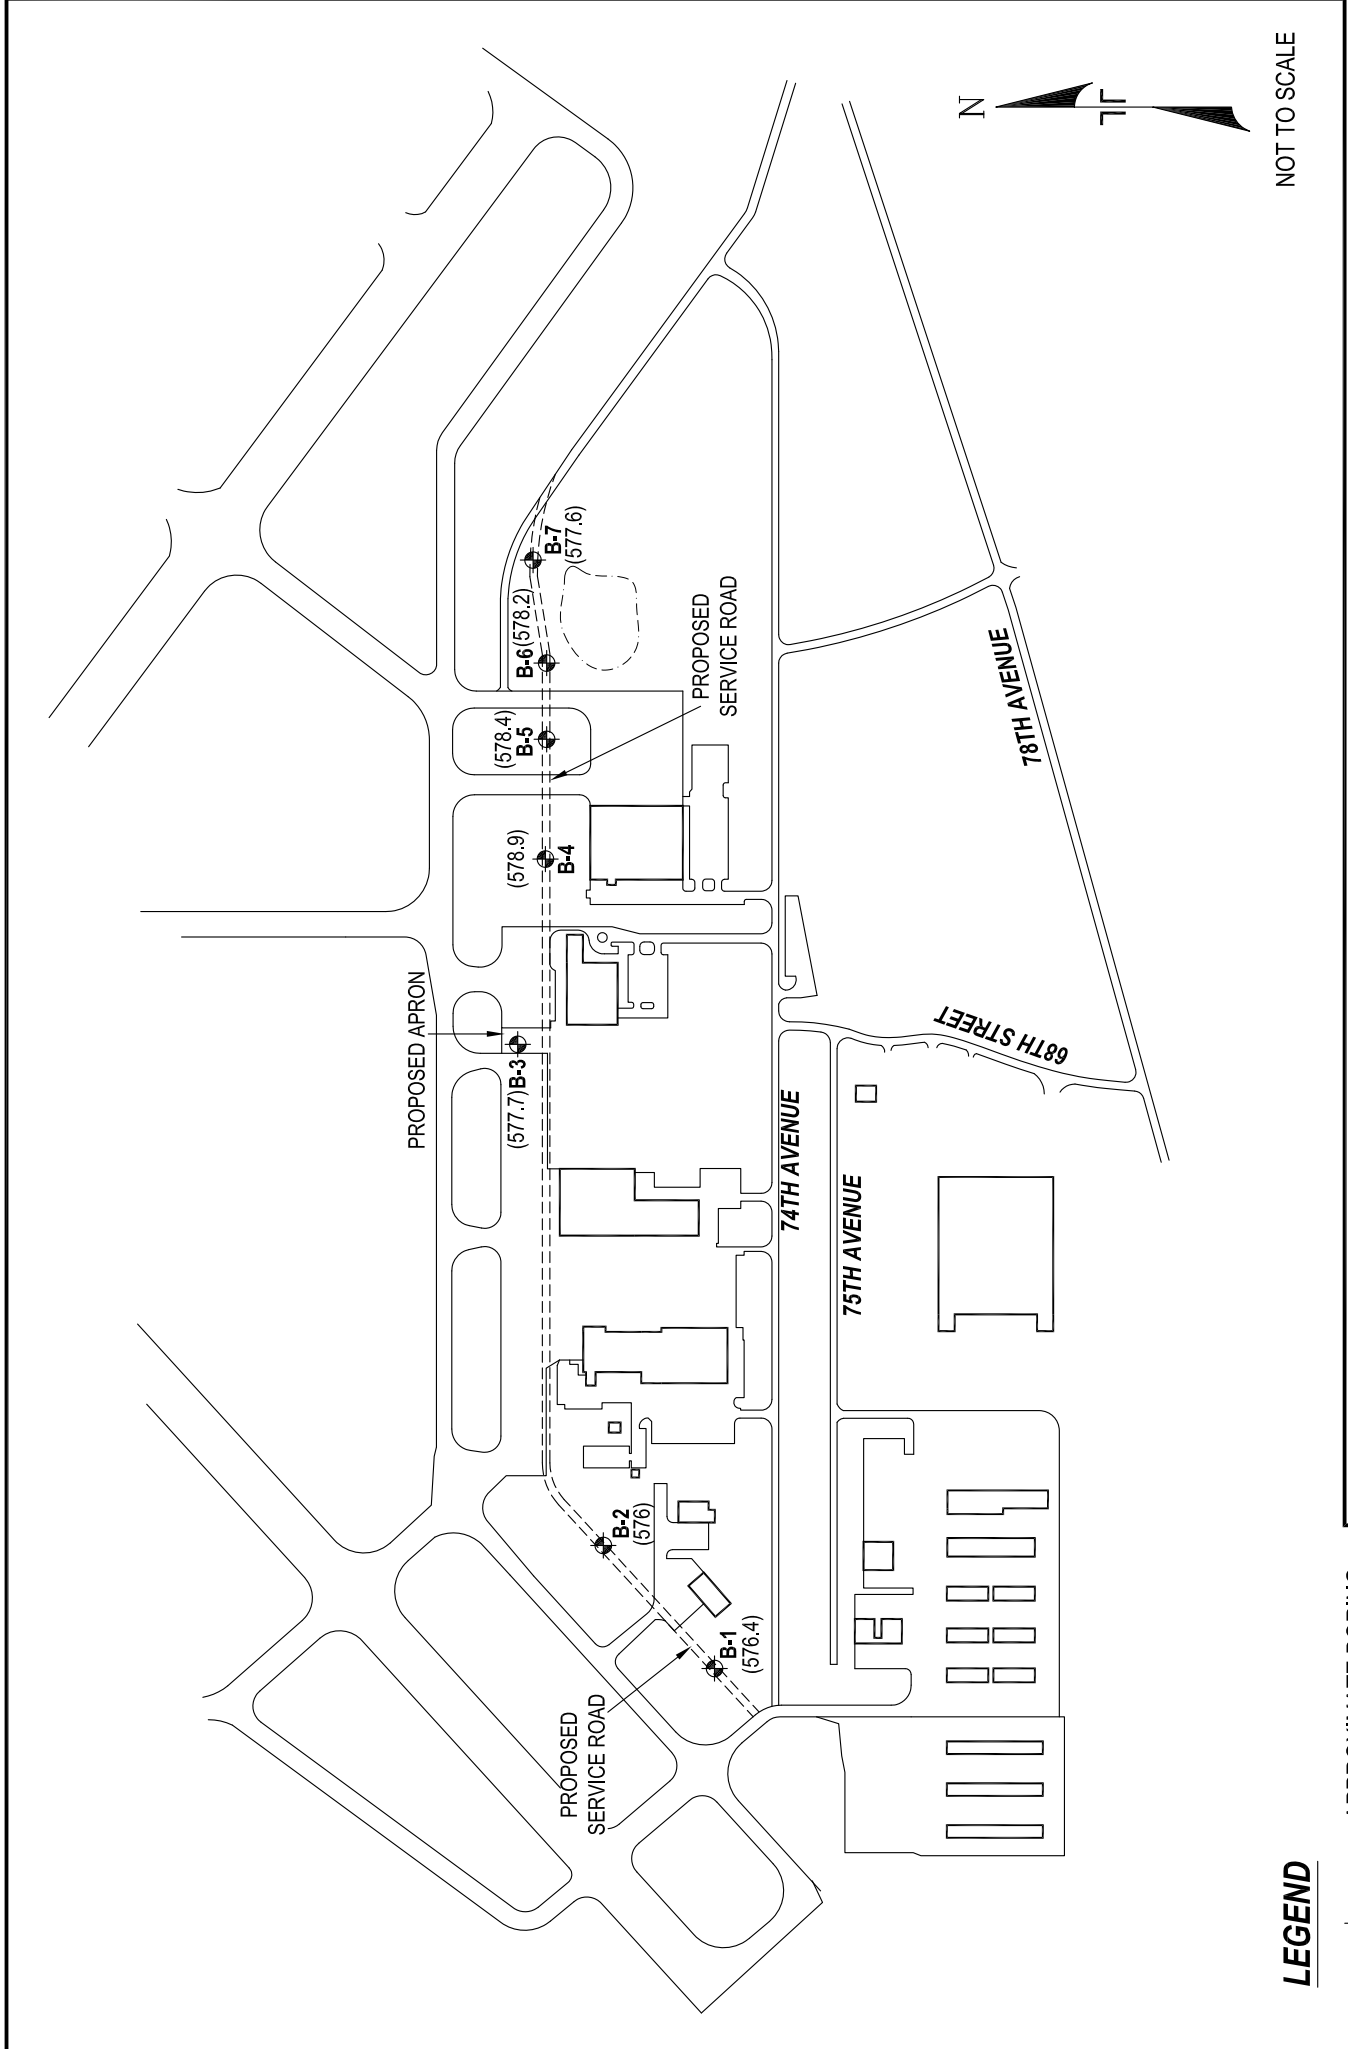 PROPOSED
SERVICE ROAD
B-1
(576.4)
B-2
(576)
PROPOSED APRON
(577.7)
B-3
(578.9)
B-4
(578.4)
B-5
B-6
(578.2)
B-7
(577.6)
PROPOSED
SERVICE ROAD
74TH AVENUE
75TH AVENUE
68TH STREET
78TH AVENUE
N
NOT TO SCALE
LEGEND